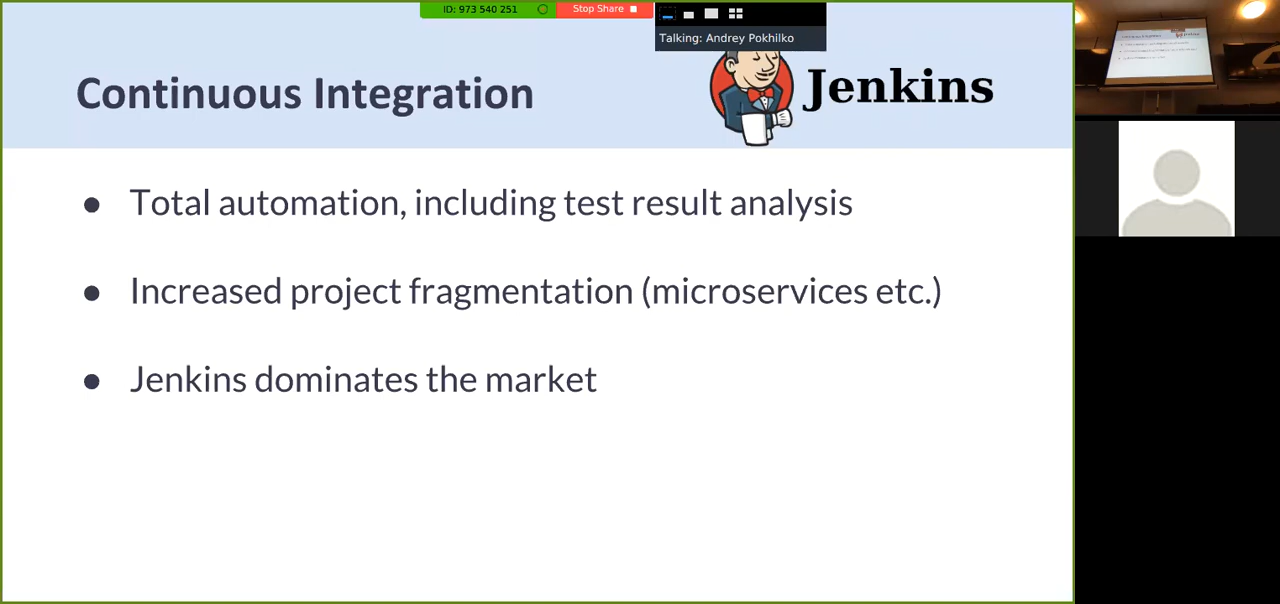 ID: 973 540 251
Stop Share
Talking: Andrey Pokhilko
Continuous Integration
Jenkins
● Total automation, including test result analysis
● Increased project fragmentation (microservices etc.)
● Jenkins dominates the market